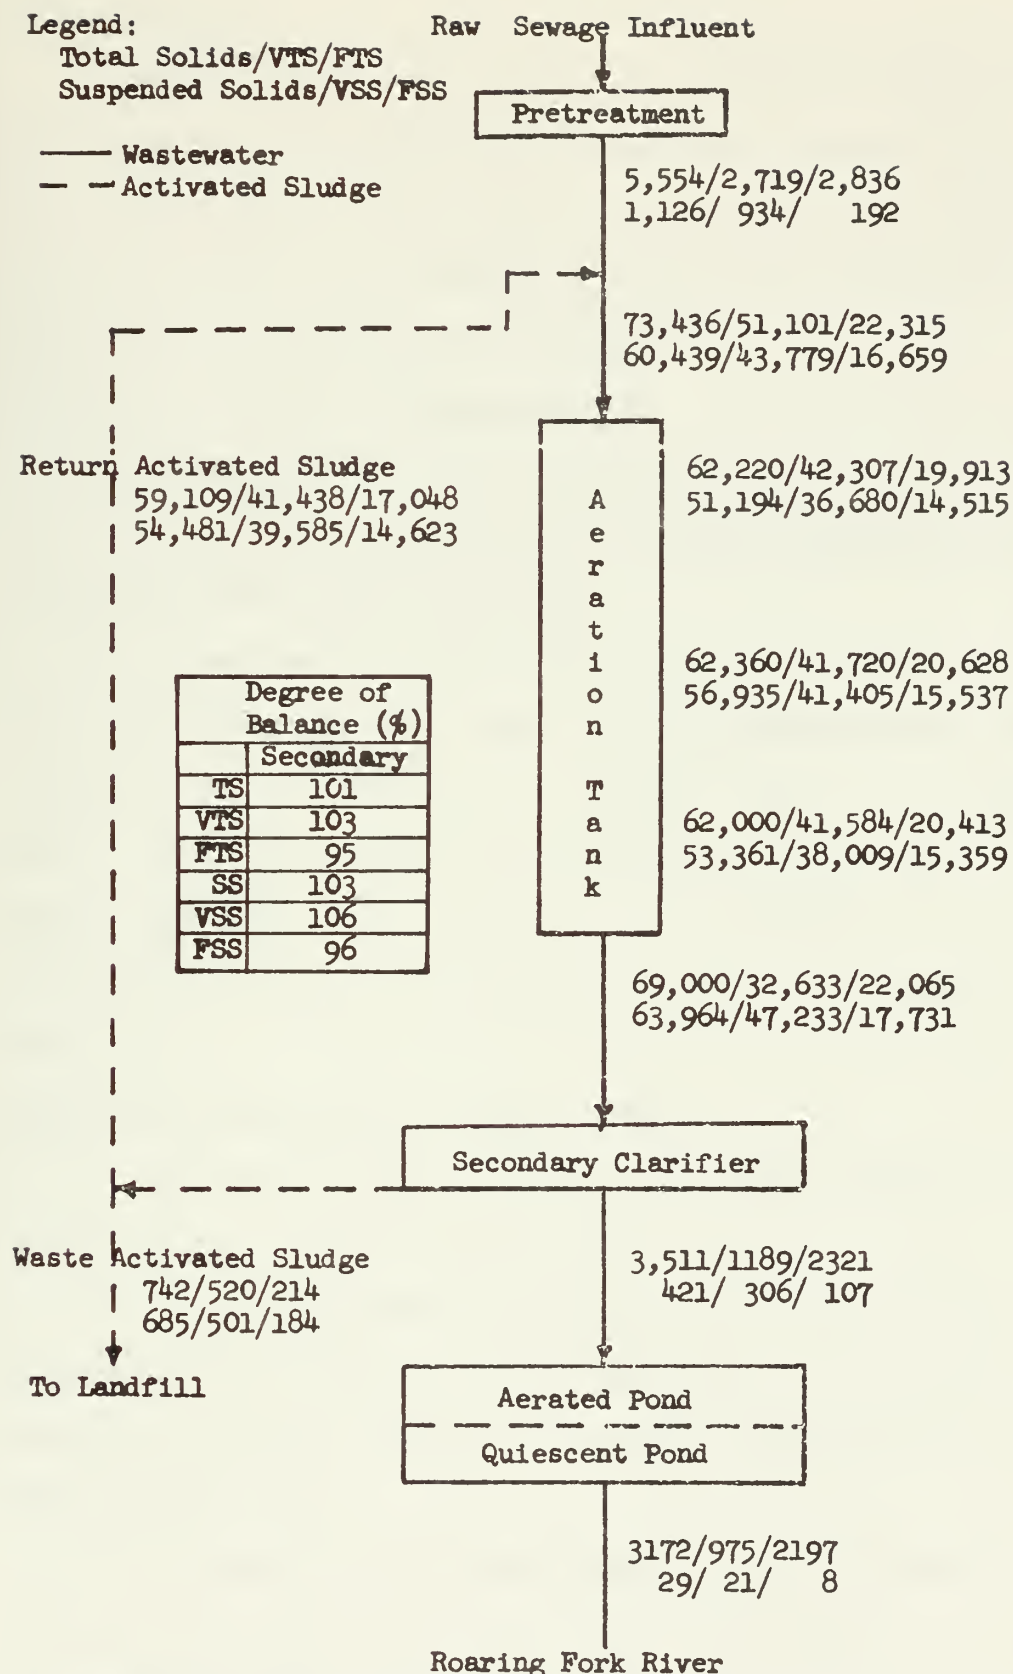 Legend:
Total Solids/VTS/FTS
Suspended Solids/VSS/FSS
Wastewater
Activated Sludge
Raw Sewage Influent
Pretreatment
5,554/2,719/2,836
1,126/ 934/ 192
73,436/51,101/22,315
60,439/43,779/16,659
Return Activated Sludge
59,109/41,438/17,048
54,481/39,585/14,623
Aeration Tank
62,220/42,307/19,913
51,194/36,680/14,515
62,360/41,720/20,628
56,935/41,405/15,537
62,000/41,584/20,413
53,361/38,009/15,359
Degree of
Balance (%)
Secondary
TS 101
VTS 103
FTS 95
SS 103
VSS 106
FSS 96
69,000/32,633/22,065
63,964/47,233/17,731
Secondary Clarifier
Waste Activated Sludge
742/520/214
685/501/184
To Landfill
3,511/1189/2321
421/ 306/ 107
Aerated Pond
Quiescent Pond
3172/975/2197
29/ 21/ 8
Roaring Fork River